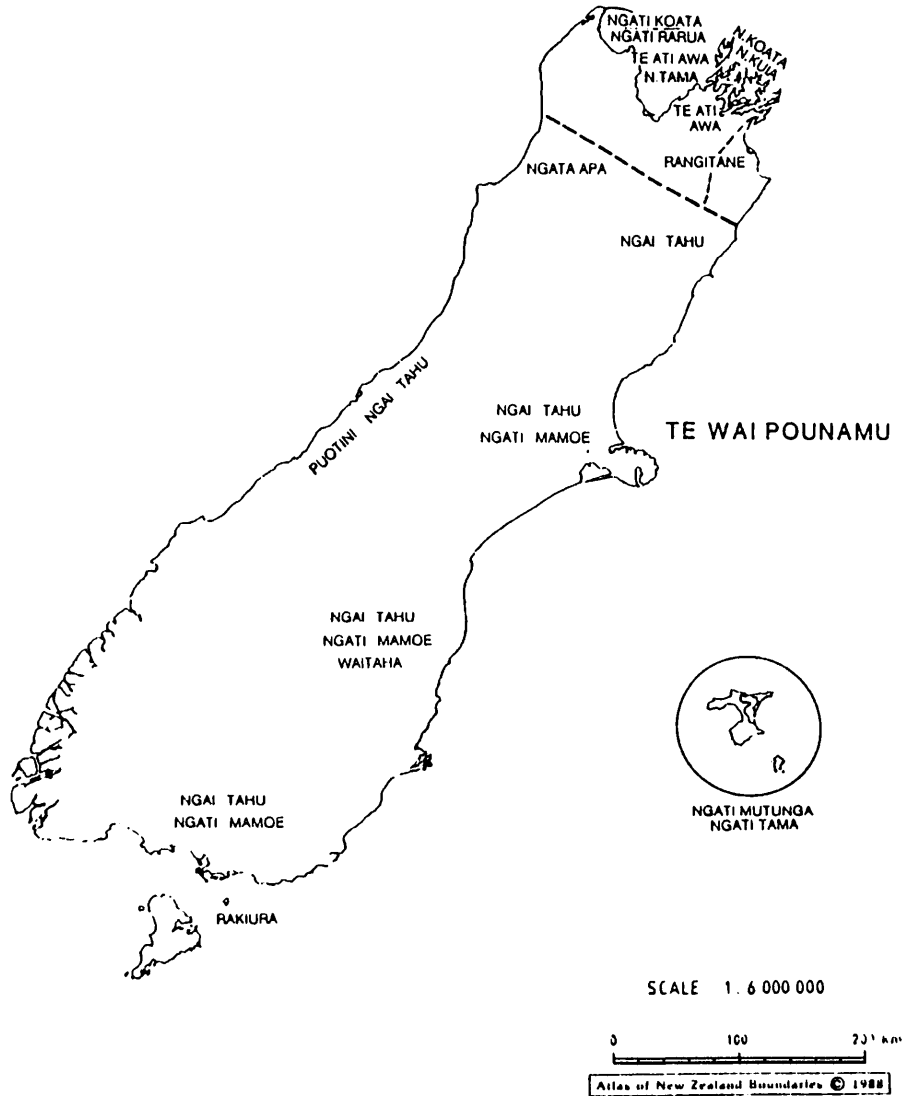 NGATI KOATA
NGATI RARUA
TE ATI AWA
N.TAMA
N.KOATA
N.KUIA
TE ATI
AWA
RANGITANE
NGATA APA
NGAI TAHU
PUOTINI NGAI TAHU
NGAI TAHU
NGATI MAMOE
TE WAI POUNAMU
NGAI TAHU
NGATI MAMOE
WAITAHA
NGAI TAHU
NGATI MAMOE
RAKIURA
NGATI MUTUNGA
NGATI TAMA
SCALE 1.6 000 000
0 100 200 km
Atlas of New Zealand Boundaries © 1988